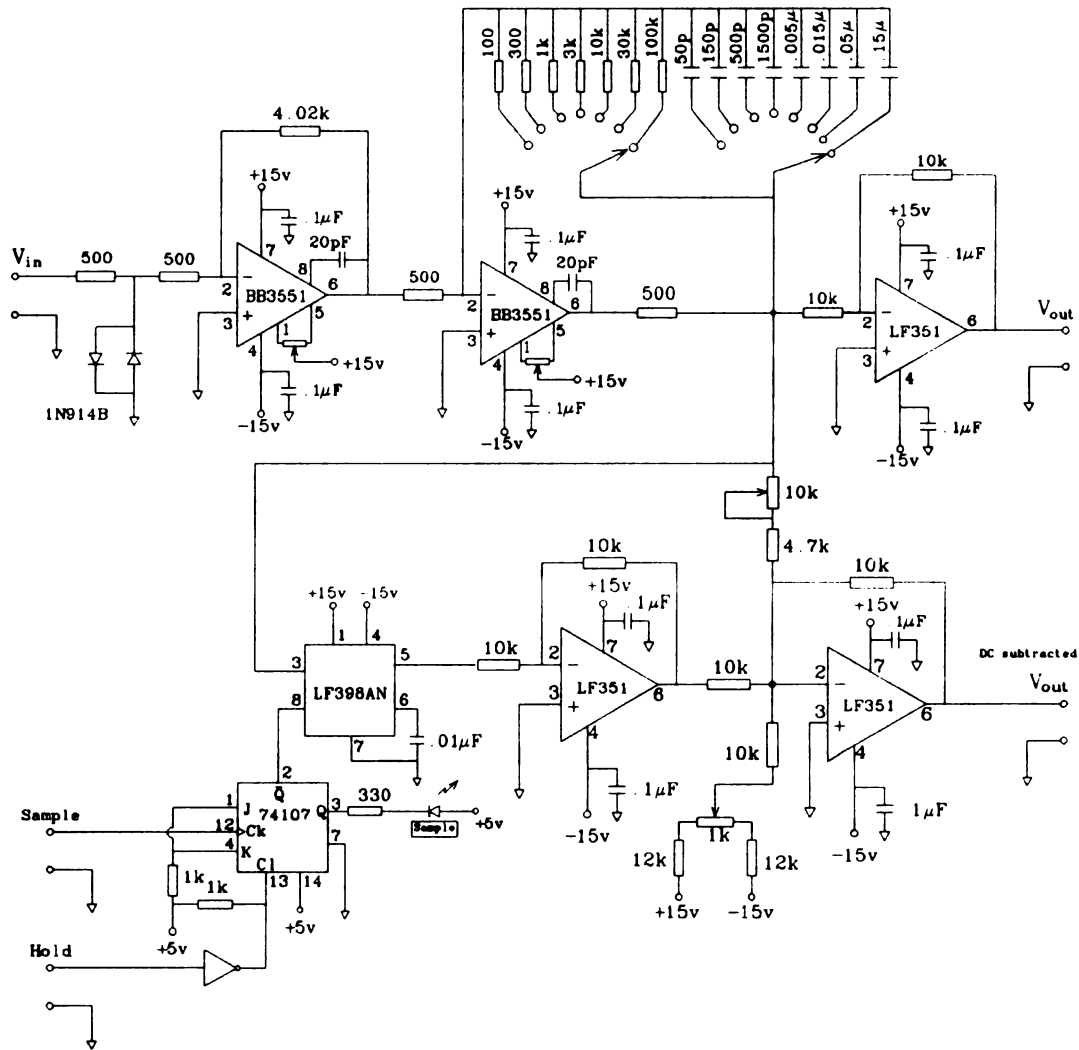 100 300 1k 3k 10k 30k 100k 50p 150p 500p 1500p .005μ .015μ .05μ .15μ
4.02k
10k
+15v
+15v
+15v
.1μF
.1μF
.1μF
20pF
20pF
Vin
500
500
7
8
−
2
BB3551
6
500
7
8
−
2
BB3551
6
500
10k
7
−
2
LF351
6
Vout
3
+
1
5
4
+15v
3
+
1
5
4
+15v
3
+
4
1N914B
.1μF
-15v
.1μF
-15v
.1μF
-15v
10k
4.7k
10k
10k
+15v
-15v
+15v
.1μF
+15v
.1μF
1
4
3
5
LF398AN
8
6
7
.01μF
10k
7
2
−
LF351
6
3
+
4
10k
7
2
−
LF351
6
3
+
4
DC subtracted
Vout
10k
.1μF
-15v
1μF
-15v
2
Q̄
1
J
74107
Q
3
330
Sample
+5v
Sample
12
Ck
4
K
7
Cl
13
14
1k
1k
+5v
+5v
1k
12k
12k
+15v
-15v
Hold